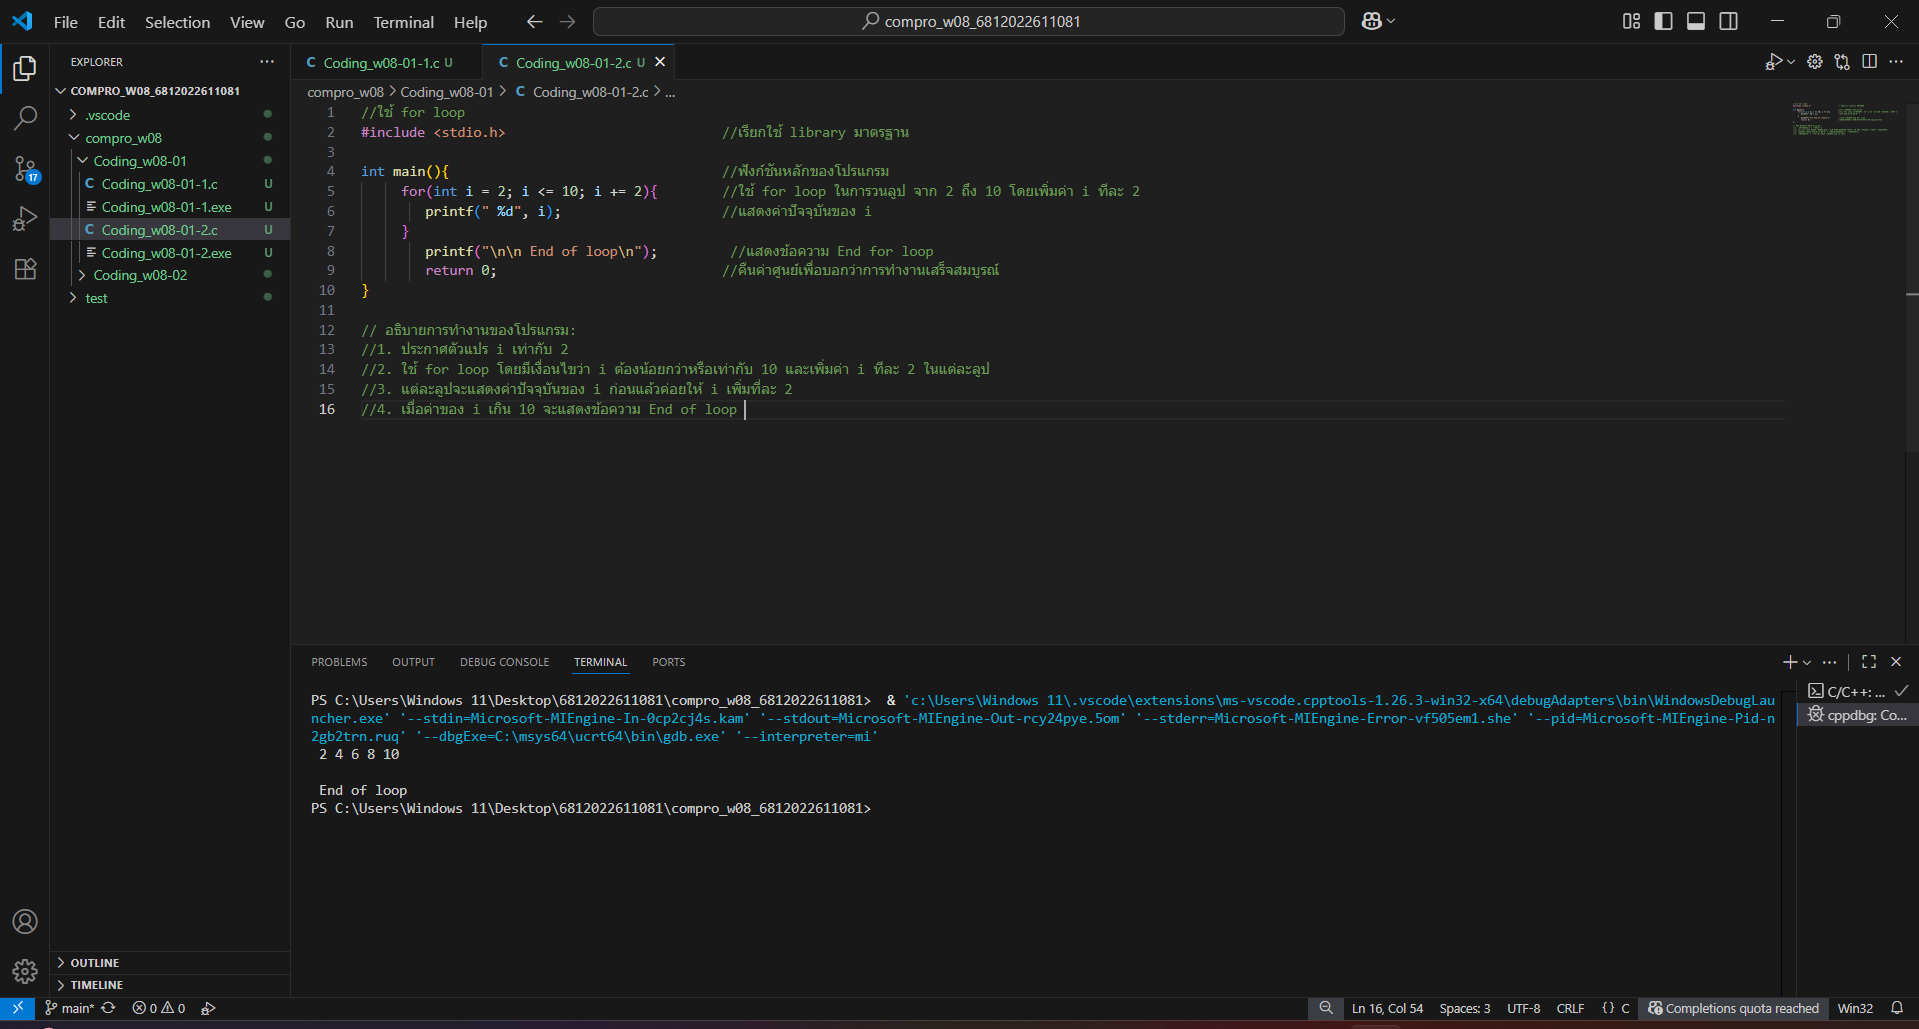 File Edit Selection View Go Run Terminal Help
compro_w08_6812022611081
EXPLORER
COMPRO_W08_6812022611081
.vscode
compro_w08
Coding_w08-01
Coding_w08-01-1.c U
Coding_w08-01-1.exe U
Coding_w08-01-2.c U
Coding_w08-01-2.exe U
Coding_w08-02
test
17
OUTLINE
TIMELINE
Coding_w08-01-1.c U
Coding_w08-01-2.c U
compro_w08 > Coding_w08-01 > C Coding_w08-01-2.c > ...
1 //ใช้ for loop
2 #include <stdio.h> //เรียกใช้ library มาตรฐาน
3
4 int main(){ //ฟังก์ชันหลักของโปรแกรม
5 for(int i = 2; i <= 10; i += 2){ //ใช้ for loop ในการวนลูป จาก 2 ถึง 10 โดยเพิ่มค่า i ทีละ 2
6 printf(" %d", i); //แสดงค่าปัจจุบันของ i
7 }
8 printf("\n\n End of loop\n"); //แสดงข้อความ End for loop
9 return 0; //คืนค่าศูนย์เพื่อบอกว่าการทำงานเสร็จสมบูรณ์
10 }
11
12 // อธิบายการทำงานของโปรแกรม:
13 //1. ประกาศตัวแปร i เท่ากับ 2
14 //2. ใช้ for loop โดยมีเงื่อนไขว่า i ต้องน้อยกว่าหรือเท่ากับ 10 และเพิ่มค่า i ทีละ 2 ในแต่ละลูป
15 //3. แต่ละลูปจะแสดงค่าปัจจุบันของ i ก่อนแล้วค่อยให้ i เพิ่มที่ละ 2
16 //4. เมื่อค่าของ i เกิน 10 จะแสดงข้อความ End of loop
PROBLEMS OUTPUT DEBUG CONSOLE TERMINAL PORTS
PS C:\Users\Windows 11\Desktop\6812022611081\compro_w08_6812022611081> & 'c:\Users\Windows 11\.vscode\extensions\ms-vscode.cpptools-1.26.3-win32-x64\debugAdapters\bin\WindowsDebugLau
ncher.exe' '--stdin=Microsoft-MIEngine-In-0cp2cj4s.kam' '--stdout=Microsoft-MIEngine-Out-rcy24pye.5om' '--stderr=Microsoft-MIEngine-Error-vf505em1.she' '--pid=Microsoft-MIEngine-Pid-n
2gb2trn.ruq' '--dbgExe=C:\msys64\ucrt64\bin\gdb.exe' '--interpreter=mi'
2 4 6 8 10
End of loop
PS C:\Users\Windows 11\Desktop\6812022611081\compro_w08_6812022611081>
C/C++: ...
cppdbg: Co...
main* 0 0 Ln 16, Col 54 Spaces: 3 UTF-8 CRLF {} C Completions quota reached Win32